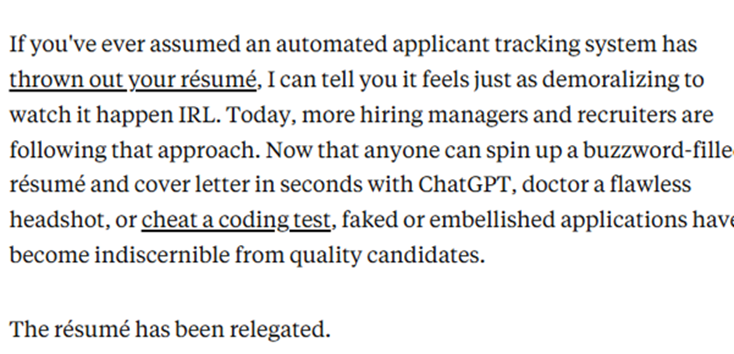 If you've ever assumed an automated applicant tracking system has
thrown out your résumé, I can tell you it feels just as demoralizing to
watch it happen IRL. Today, more hiring managers and recruiters are
following that approach. Now that anyone can spin up a buzzword-fille
résumé and cover letter in seconds with ChatGPT, doctor a flawless
headshot, or cheat a coding test, faked or embellished applications have
become indiscernible from quality candidates.
The résumé has been relegated.